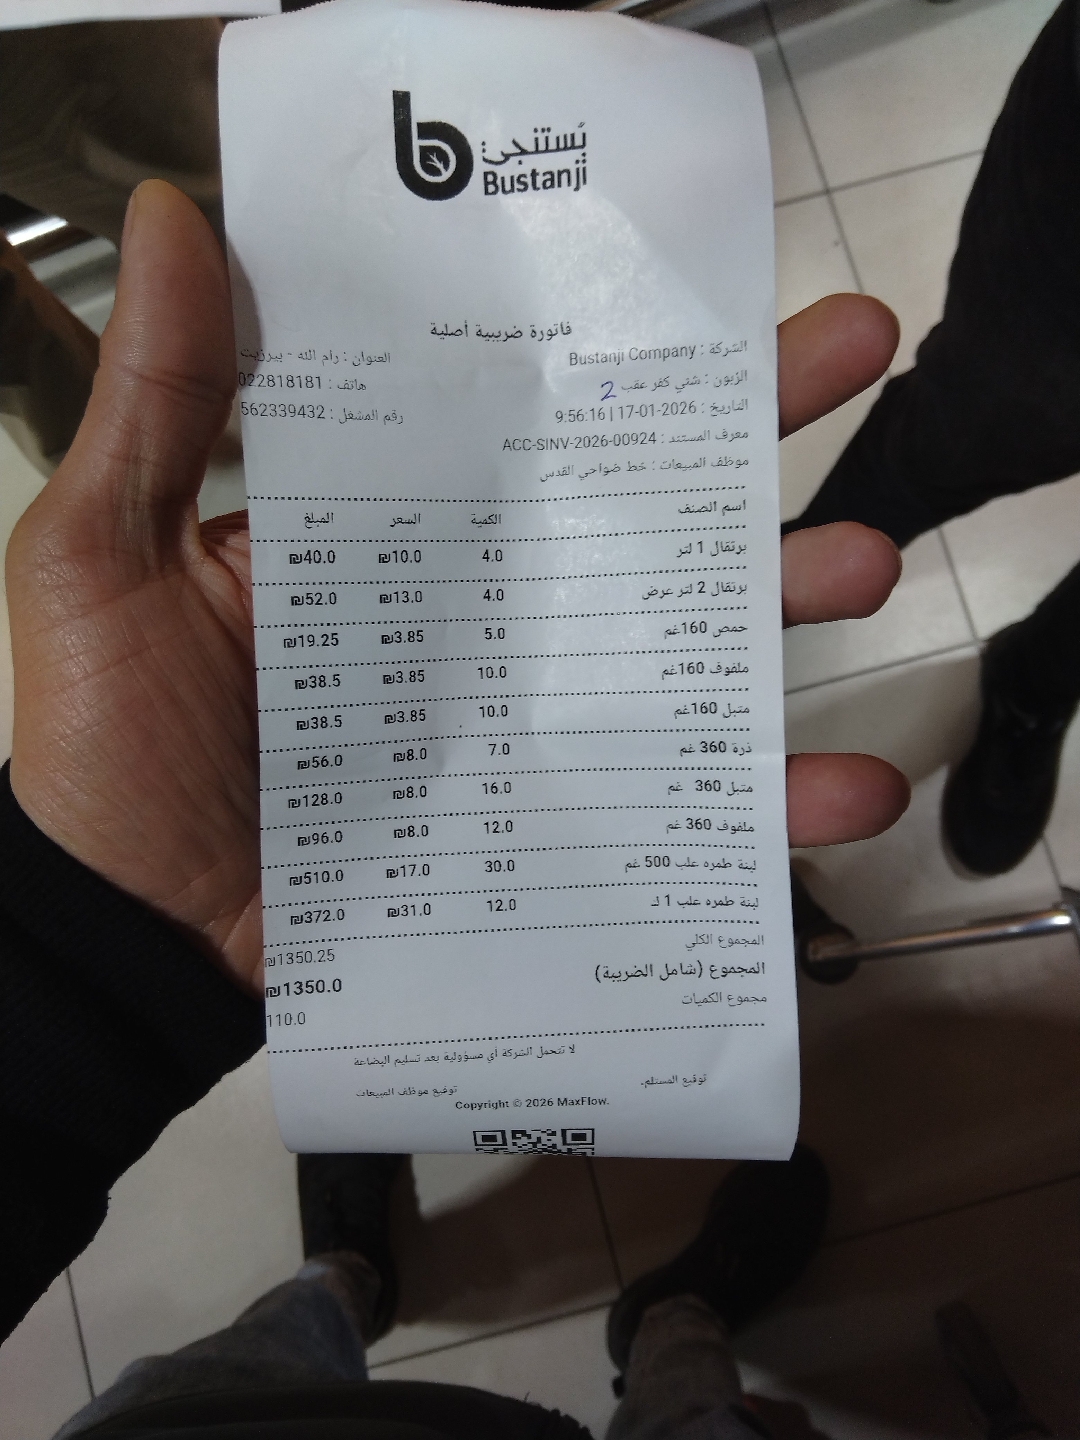 بُستنجي
Bustanji
فاتورة ضريبية أصلية
الشركة : Bustanji Company
العنوان : رام الله - بيرزيت
الزبون : شني كفر عقب 2
هاتف : 022818181
التاريخ : 17-01-2026 | 9:56:16
رقم المشغل : 562339432
معرف المستند : ACC-SINV-2026-00924
موظف المبيعات : خط ضواحي القدس
اسم الصنف الكمية السعر المبلغ
برتقال 1 لتر 4.0 ₪10.0 ₪40.0
برتقال 2 لتر عرض 4.0 ₪13.0 ₪52.0
حمص 160غم 5.0 ₪3.85 ₪19.25
ملفوف 160غم 10.0 ₪3.85 ₪38.5
متبل 160غم 10.0 ₪3.85 ₪38.5
ذرة 360 غم 7.0 ₪8.0 ₪56.0
متبل 360 غم 16.0 ₪8.0 ₪128.0
ملفوف 360 غم 12.0 ₪8.0 ₪96.0
لبنة طمره علب 500 غم 30.0 ₪17.0 ₪510.0
لبنة طمره علب 1 لـ 12.0 ₪31.0 ₪372.0
المجموع الكلي ₪1350.25
المجموع (شامل الضريبة) ₪1350.0
مجموع الكميات 110.0
لا تتحمل الشركة أي مسؤولية بعد تسليم البضاعة
توقيع المستلم. توقيع موظف المبيعات
Copyright © 2026 MaxFlow.